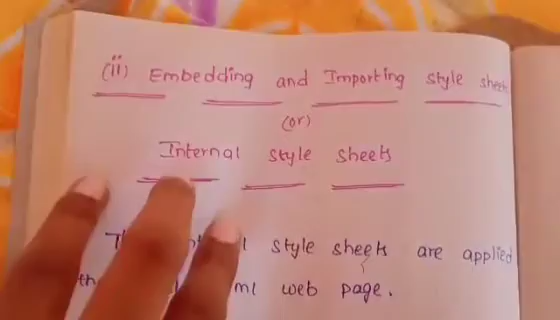 (ii) Embedding and Importing style sheets
(or)
Internal style sheets
style sheets are applied
web page.